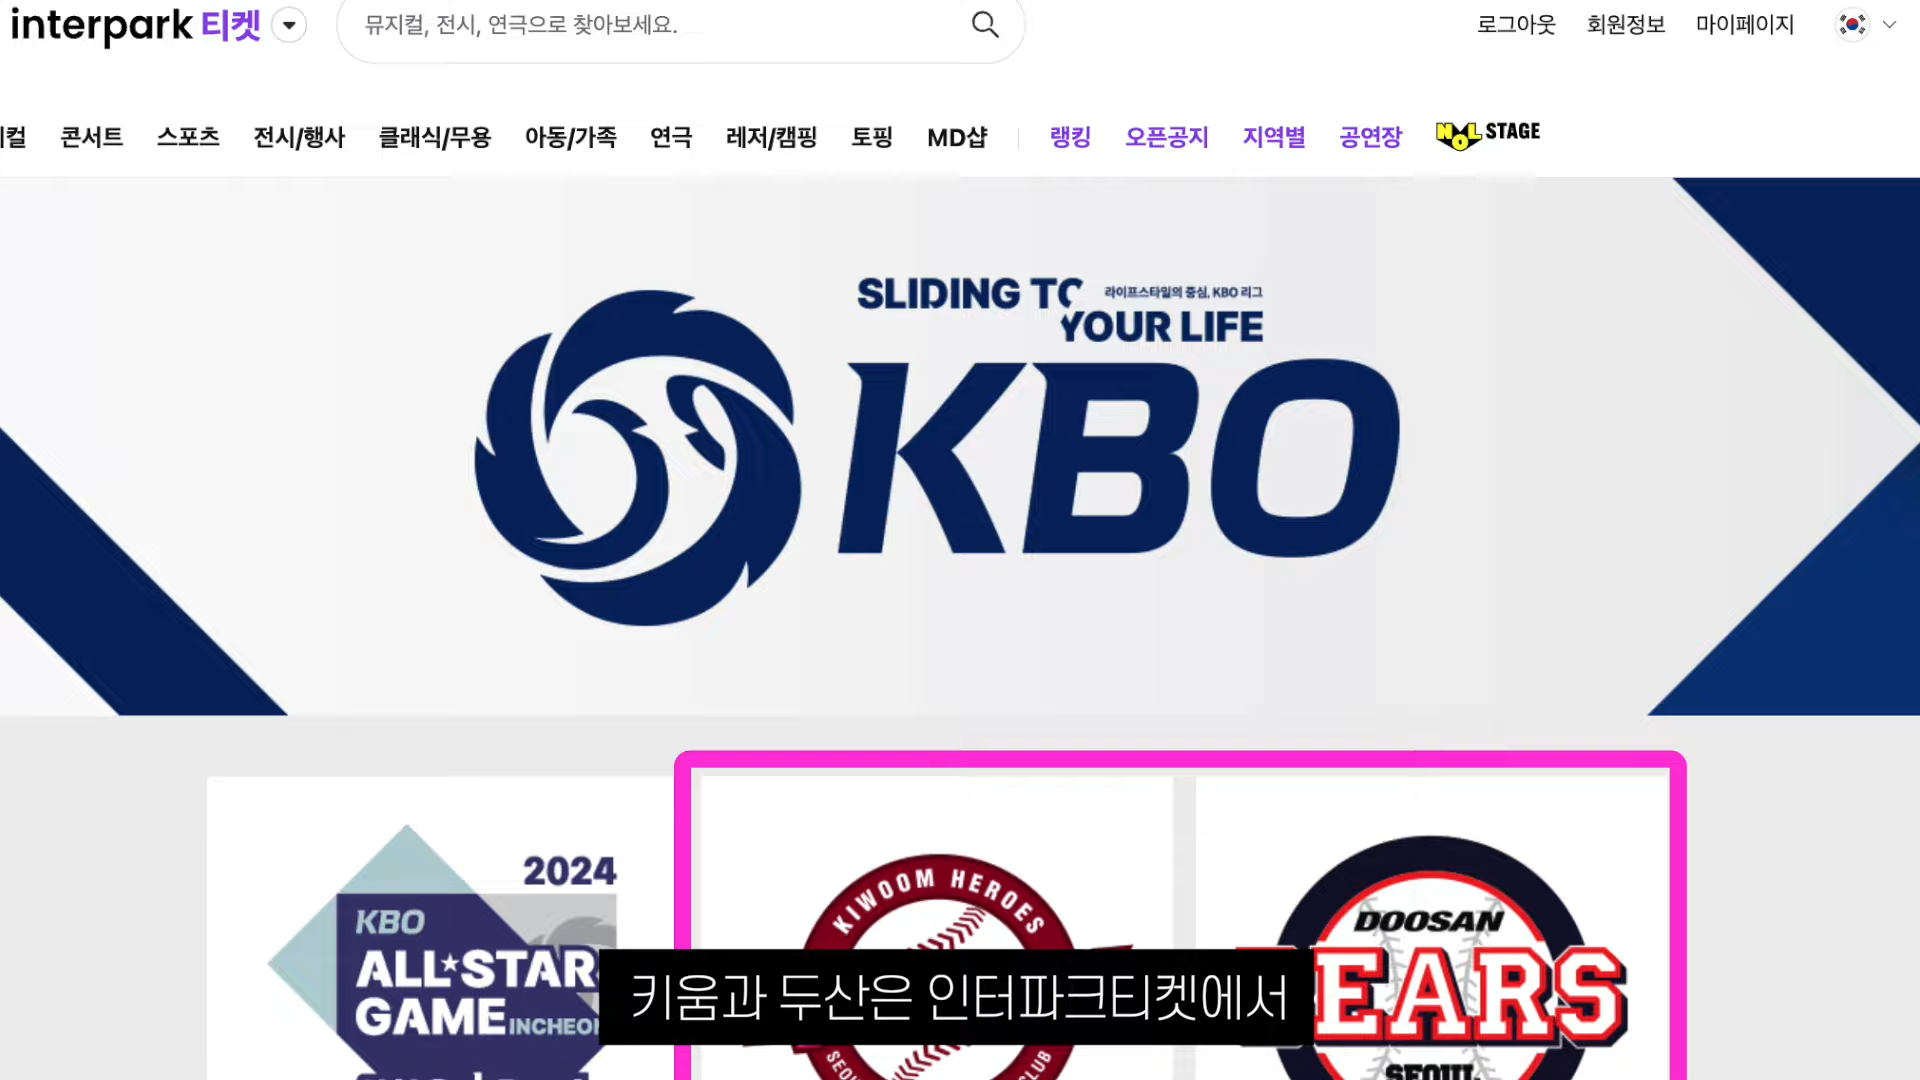 interpark 티켓
뮤지컬, 전시, 연극으로 찾아보세요.
로그아웃 회원정보 마이페이지
컬 콘서트 스포츠 전시/행사 클래식/무용 아동/가족 연극 레저/캠핑 토핑 MD샵 랭킹 오픈공지 지역별 공연장 NOL STAGE
SLIDING TO
라이프스타일의 중심, KBO 리그
YOUR LIFE
KBO
2024
KBO
ALL★STAR
GAME INCHEON
KIWOOM HEROES
DOOSAN
EARS
SEOUL
키움과 두산은 인터파크티켓에서